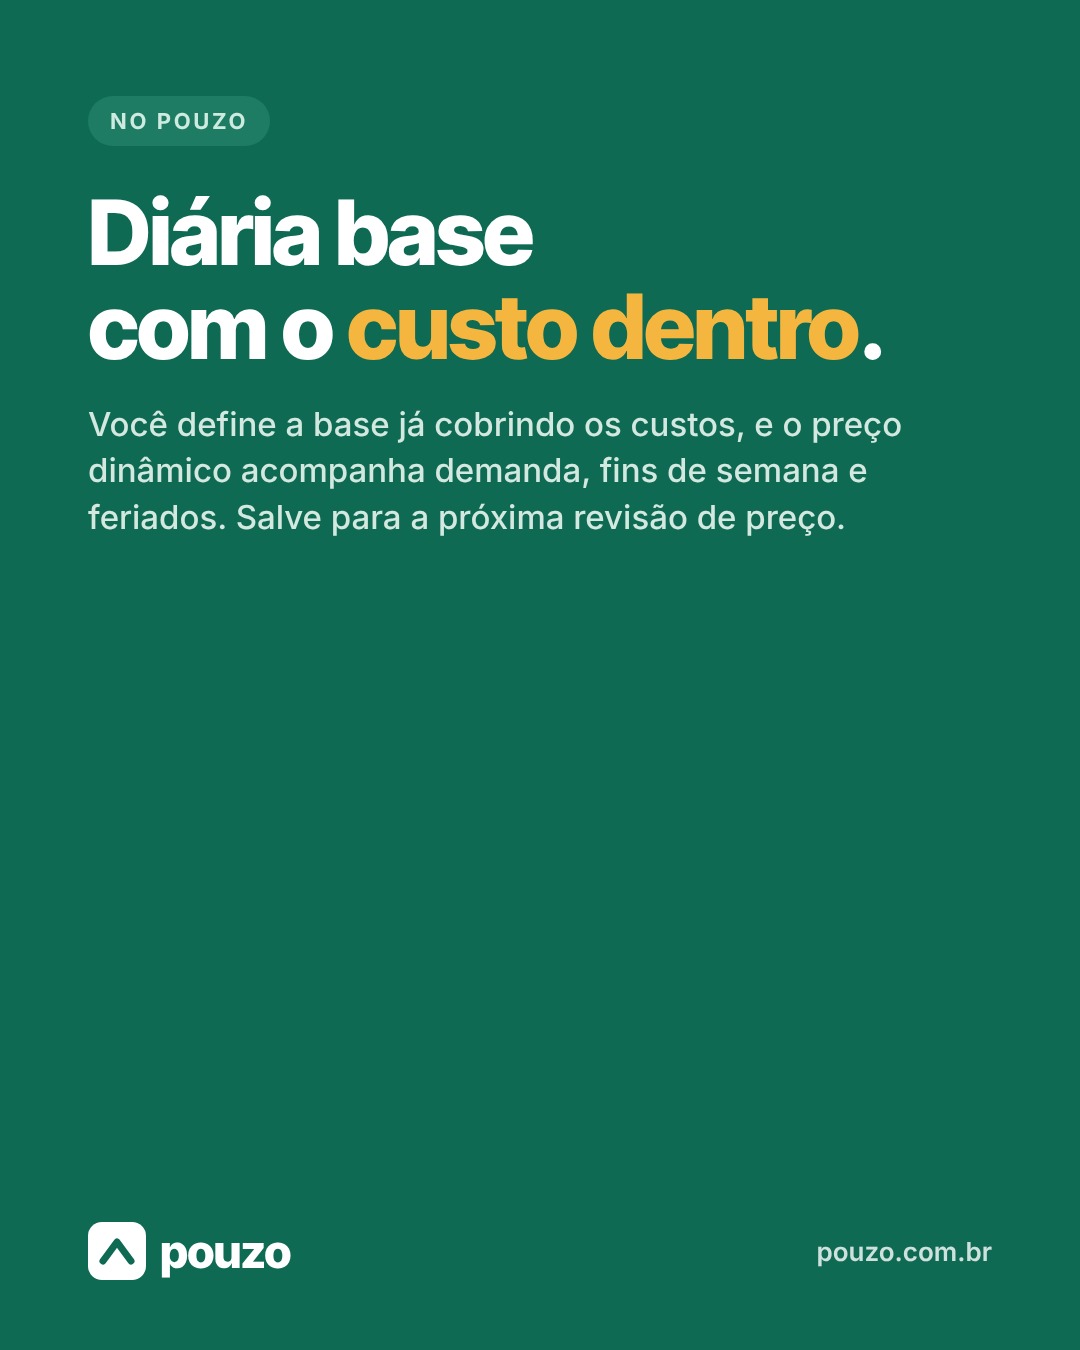 NO POUZO
Diária base
com o custo dentro.
Você define a base já cobrindo os custos, e o preço
dinâmico acompanha demanda, fins de semana e
feriados. Salve para a próxima revisão de preço.
pouzo
pouzo.com.br